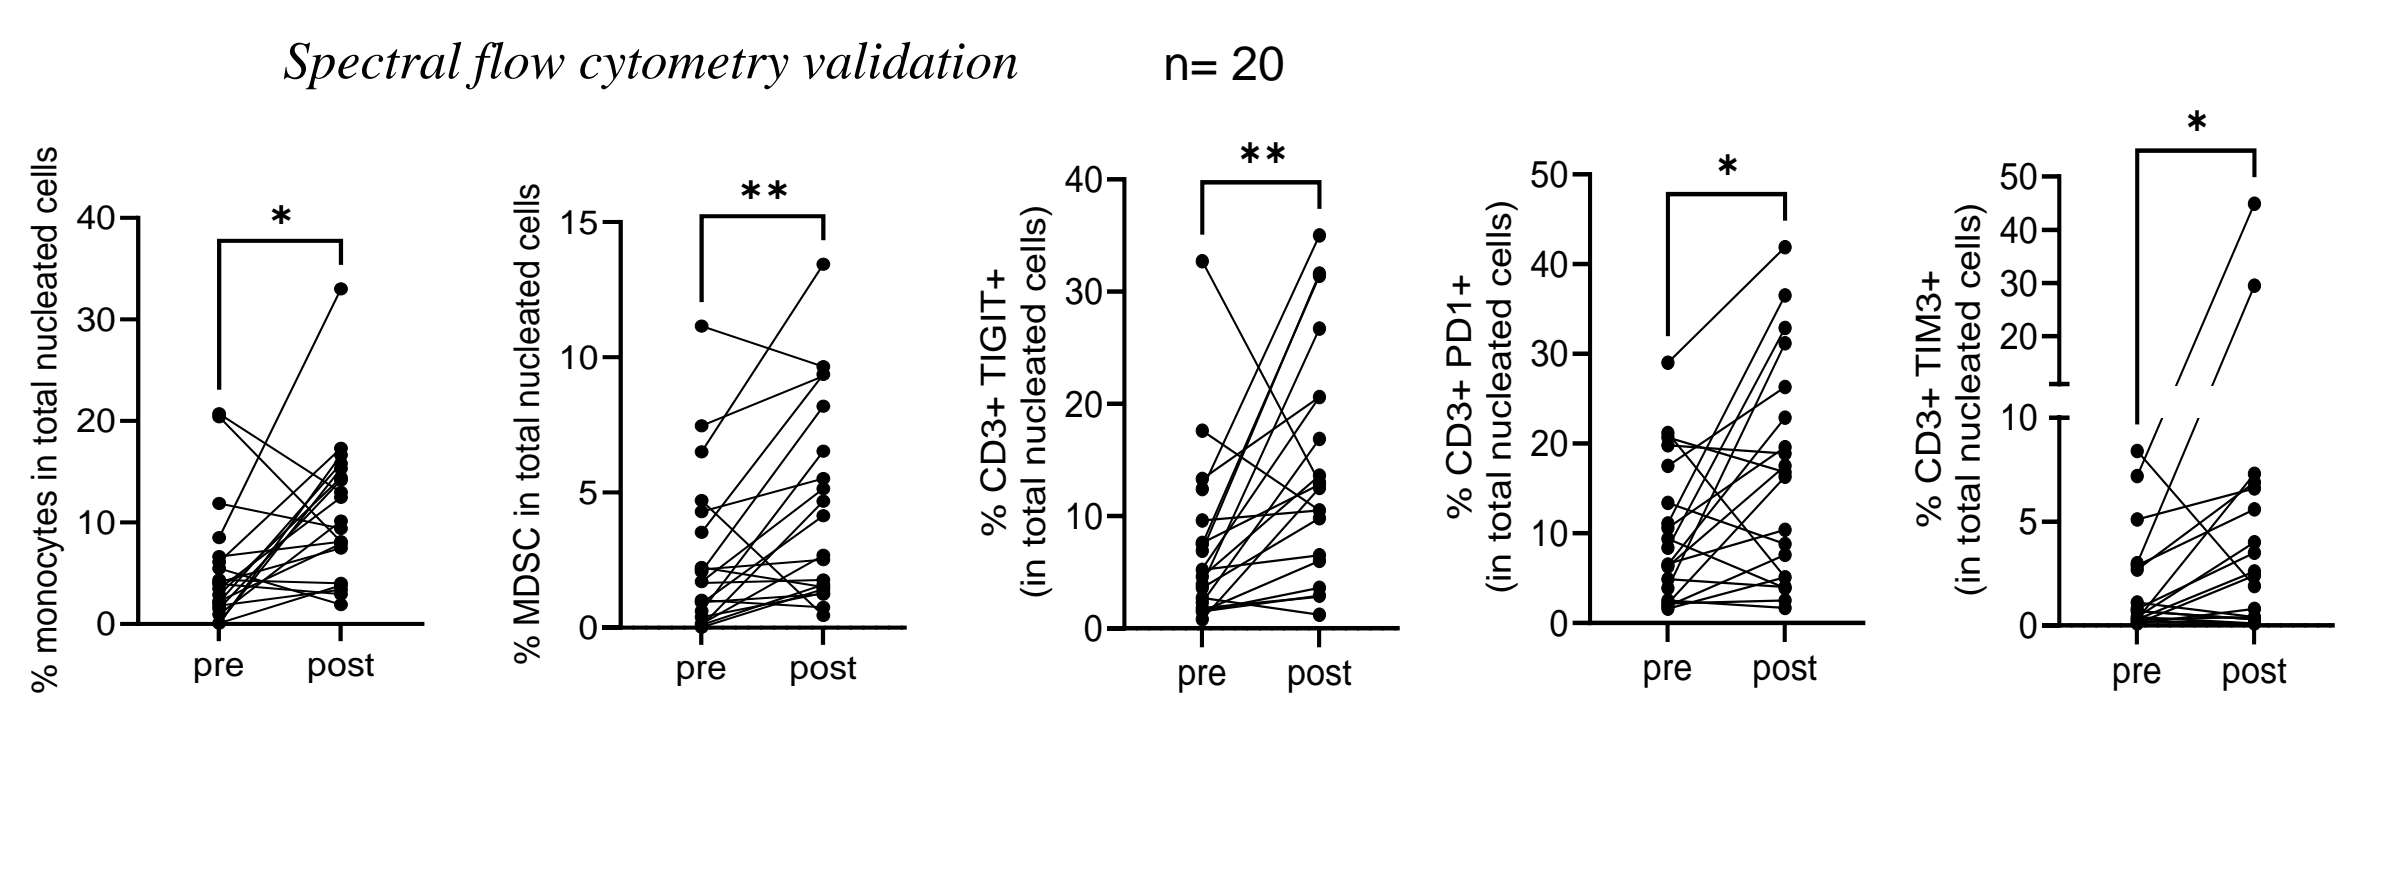 Spectral flow cytometry validation n= 20
% monocytes in total nucleated cells
40
30
20
10
0
*
pre post
% MDSC in total nucleated cells
15
10
5
0
**
pre post
% CD3+ TIGIT+
(in total nucleated cells)
40
30
20
10
0
**
pre post
% CD3+ PD1+
(in total nucleated cells)
50
40
30
20
10
0
*
pre post
% CD3+ TIM3+
(in total nucleated cells)
50
40
30
20
10
5
0
*
pre post